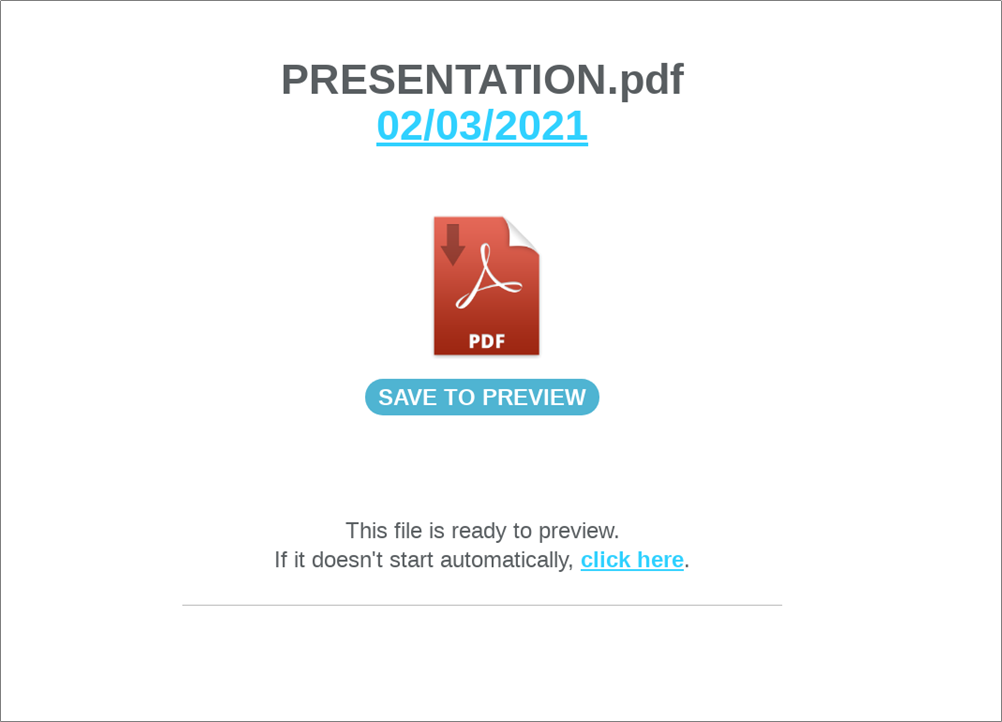 PRESENTATION.pdf
02/03/2021
PDF
SAVE TO PREVIEW
This file is ready to preview.
If it doesn't start automatically, click here.